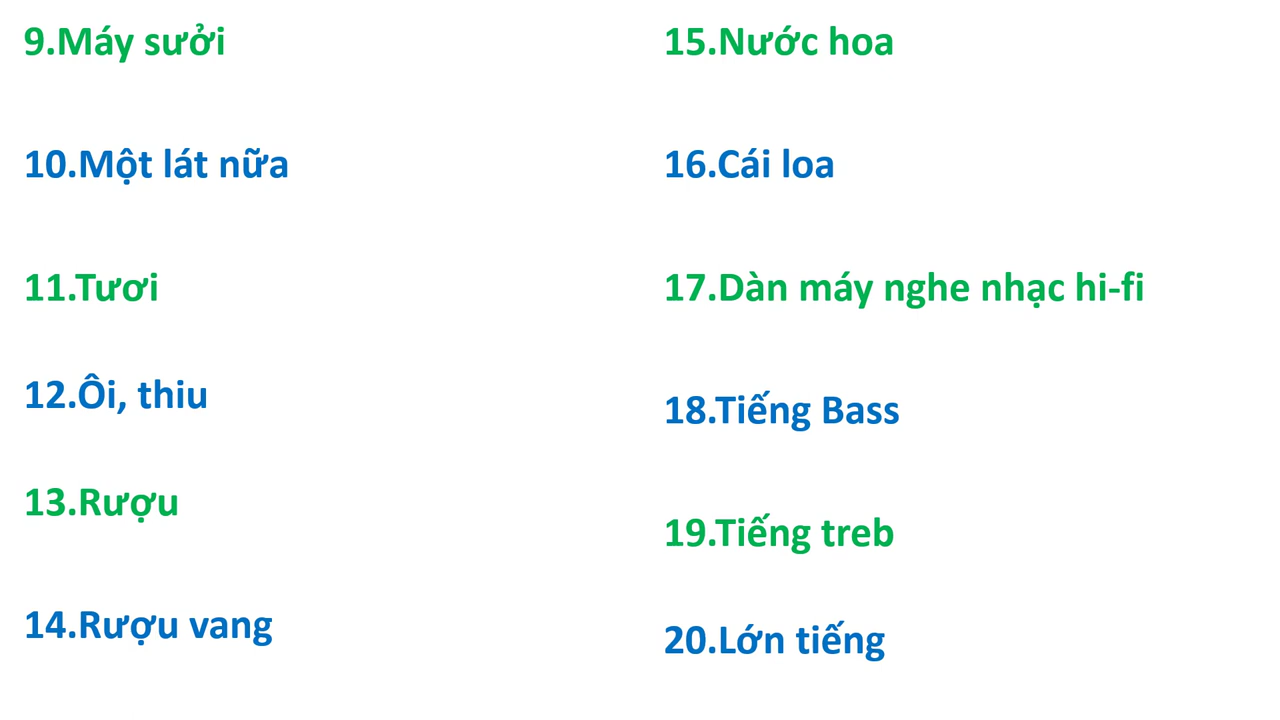 9.Máy sưởi
10.Một lát nữa
11.Tươi
12.Ôi, thiu
13.Rượu
14.Rượu vang
15.Nước hoa
16.Cái loa
17.Dàn máy nghe nhạc hi-fi
18.Tiếng Bass
19.Tiếng treb
20.Lớn tiếng